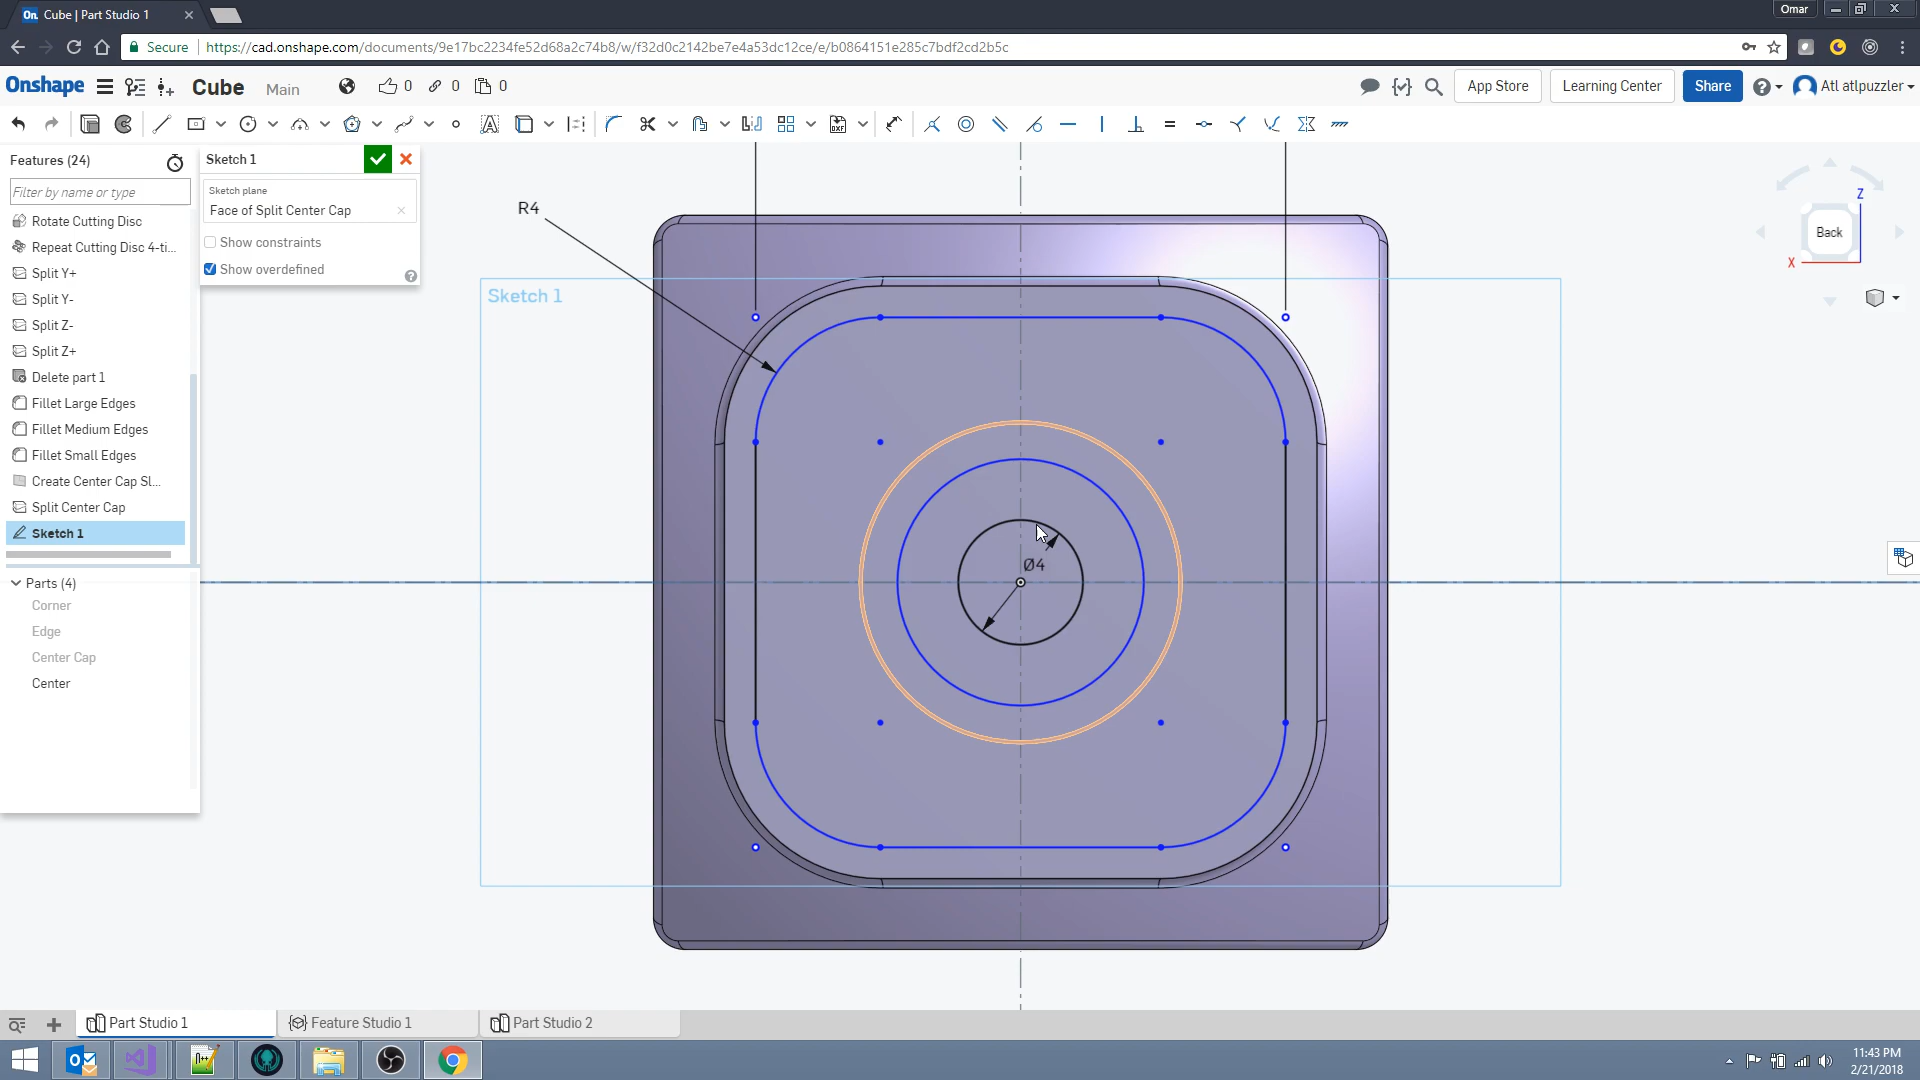 On. Cube | Part Studio 1
Omar
Secure https://cad.onshape.com/documents/9e17bc2234fe52d68a2c74b8/w/f32d0c2142be7e4a53dc12ce/e/b0864151e285c7bdf2cd2b5c
Onshape Cube Main 0 0 0 App Store Learning Center Share Atl atlpuzzler
DXF
Features (24)
Filter by name or type
Rotate Cutting Disc
Repeat Cutting Disc 4-ti...
Split Y+
Split Y-
Split Z-
Split Z+
Delete part 1
Fillet Large Edges
Fillet Medium Edges
Fillet Small Edges
Create Center Cap Sl...
Split Center Cap
Sketch 1
Parts (4)
Corner
Edge
Center Cap
Center
Sketch 1
Sketch plane
Face of Split Center Cap
Show constraints
Show overdefined
R4
Sketch 1
Ø4
Z
Back
X
Part Studio 1 Feature Studio 1 Part Studio 2
11:43 PM
2/21/2018